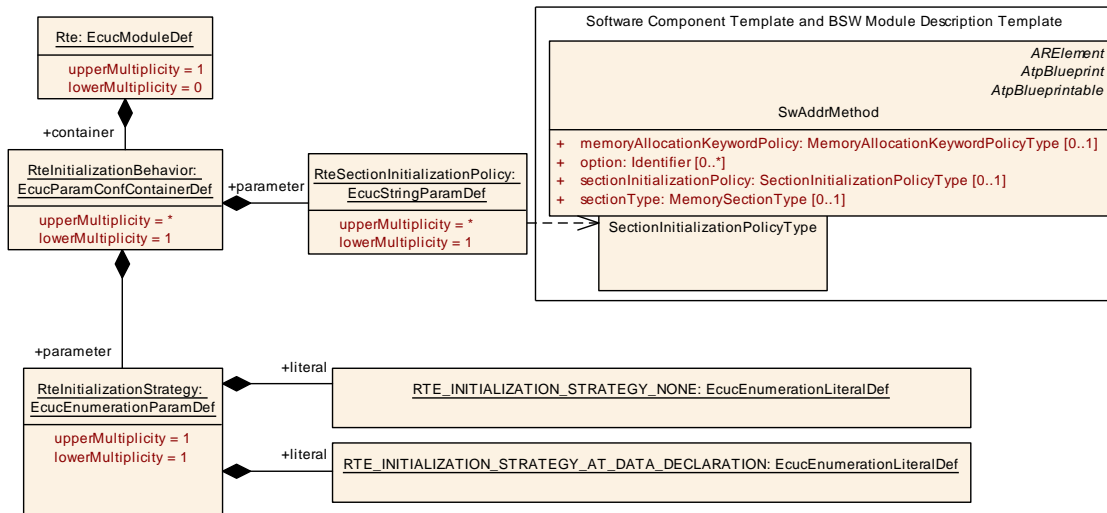 Software Component Template and BSW Module Description Template
Rte: EcucModuleDef
upperMultiplicity = 1
lowerMultiplicity = 0
ARElement
AtpBlueprint
AtpBlueprintable
SwAddrMethod
+ memoryAllocationKeywordPolicy: MemoryAllocationKeywordPolicyType [0..1]
+ option: Identifier [0..*]
+ sectionInitializationPolicy: SectionInitializationPolicyType [0..1]
+ sectionType: MemorySectionType [0..1]
+container
RteInitializationBehavior:
EcucParamConfContainerDef
upperMultiplicity = *
lowerMultiplicity = 1
+parameter
RteSectionInitializationPolicy:
EcucStringParamDef
upperMultiplicity = *
lowerMultiplicity = 1
SectionInitializationPolicyType
+parameter
RteInitializationStrategy:
EcucEnumerationParamDef
upperMultiplicity = 1
lowerMultiplicity = 1
+literal
RTE_INITIALIZATION_STRATEGY_NONE: EcucEnumerationLiteralDef
+literal
RTE_INITIALIZATION_STRATEGY_AT_DATA_DECLARATION: EcucEnumerationLiteralDef